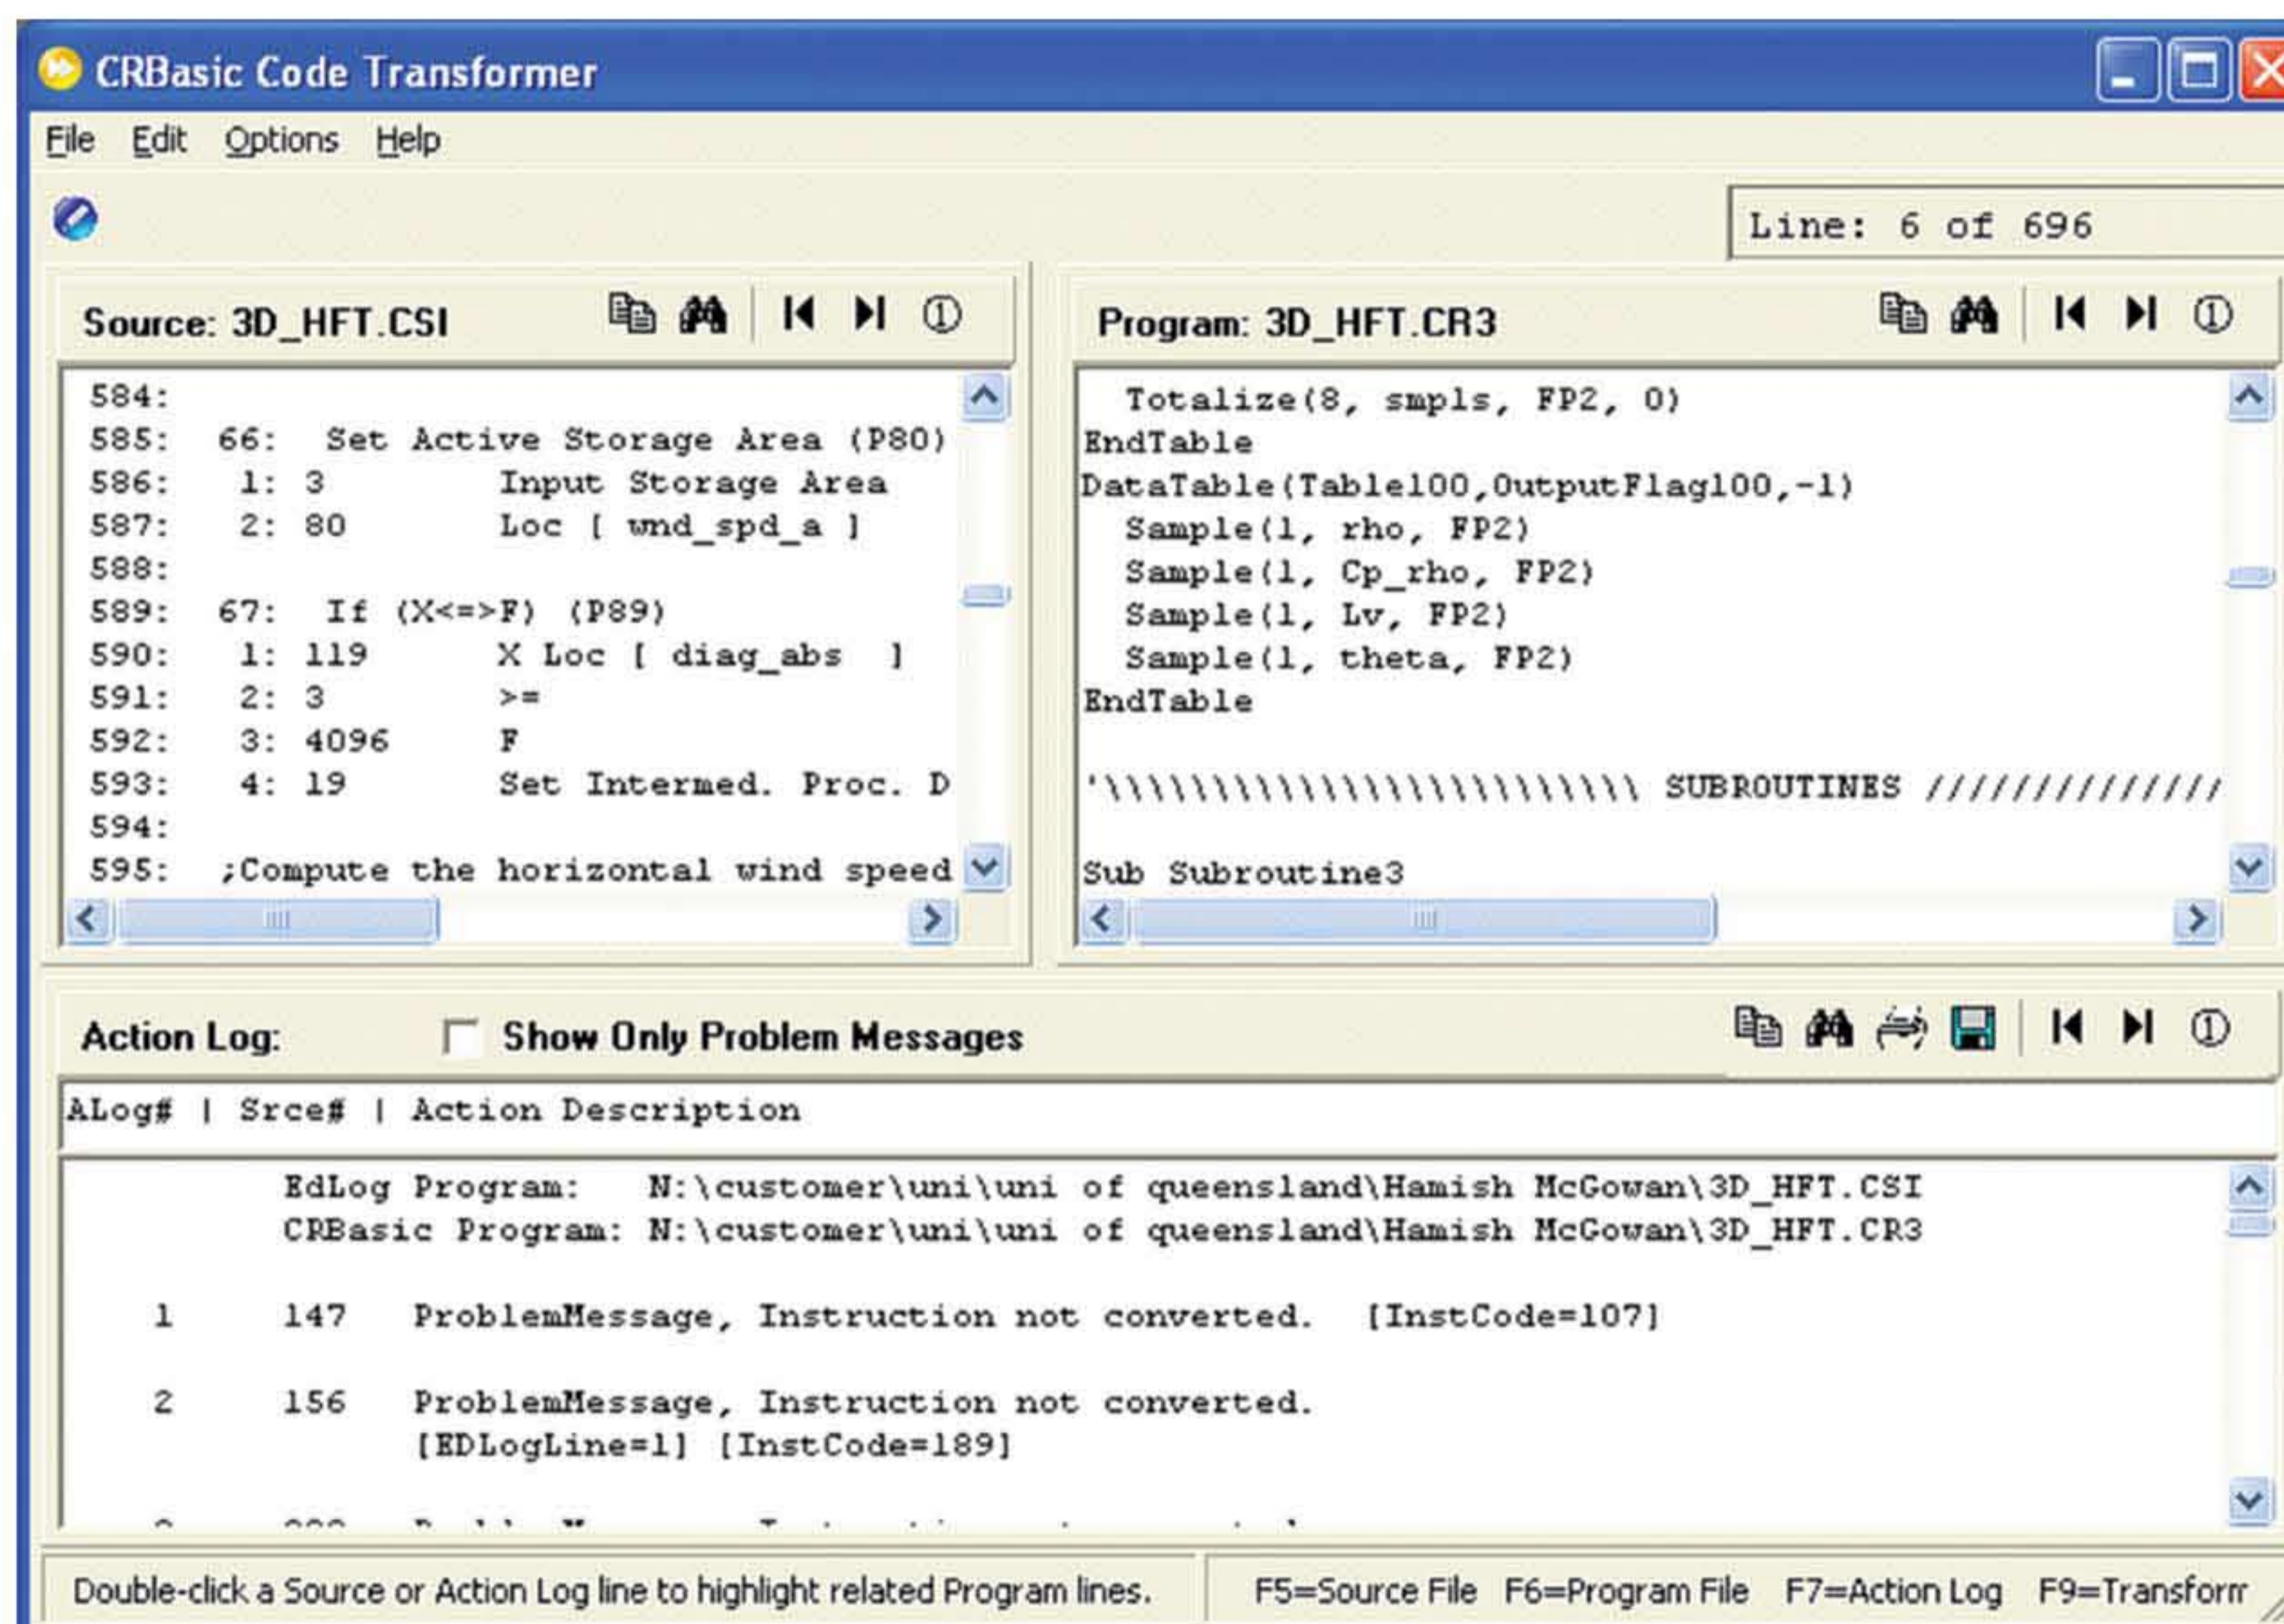 CRBasic Code Transformer
File Edit Options Help
Line: 6 of 696
Source: 3D_HFT.CSI
584:
585: 66: Set Active Storage Area (P80)
586: 1: 3 Input Storage Area
587: 2: 80 Loc [ wnd_spd_a ]
588:
589: 67: If (X<=>F) (P89)
590: 1: 119 X Loc [ diag_abs ]
591: 2: 3 >=
592: 3: 4096 F
593: 4: 19 Set Intermed. Proc. D
594:
595: ;Compute the horizontal wind speed
Program: 3D_HFT.CR3
Totalize(8, smpls, FP2, 0)
EndTable
DataTable(Table100,OutputFlag100,-1)
Sample(1, rho, FP2)
Sample(1, Cp_rho, FP2)
Sample(1, Lv, FP2)
Sample(1, theta, FP2)
EndTable
'\\\\\\\\\\\\\\\\\\\\\\\\\ SUBROUTINES //////////////
Sub Subroutine3
Action Log: Show Only Problem Messages
ALog# | Srce# | Action Description
EdLog Program: N:\customer\uni\uni of queensland\Hamish McGowan\3D_HFT.CSI
CRBasic Program: N:\customer\uni\uni of queensland\Hamish McGowan\3D_HFT.CR3
1 147 ProblemMessage, Instruction not converted. [InstCode=107]
2 156 ProblemMessage, Instruction not converted.
[EDLogLine=1] [InstCode=189]
Double-click a Source or Action Log line to highlight related Program lines.
F5=Source File F6=Program File F7=Action Log F9=Transform